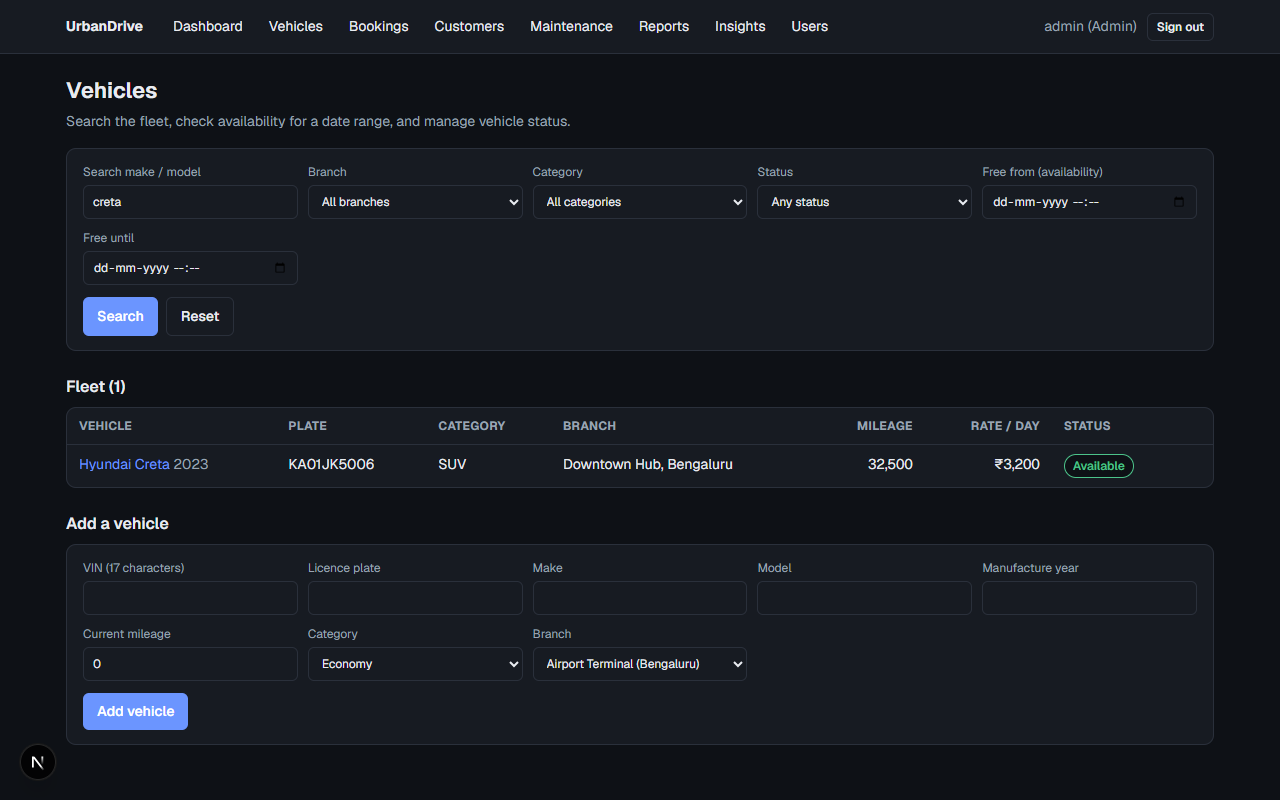 UrbanDrive Dashboard Vehicles Bookings Customers Maintenance Reports Insights Users admin (Admin) Sign out
Vehicles
Search the fleet, check availability for a date range, and manage vehicle status.
Search make / model Branch Category Status Free from (availability)
creta All branches All categories Any status dd-mm-yyyy --:--
Free until
dd-mm-yyyy --:--
Search Reset
Fleet (1)
VEHICLE PLATE CATEGORY BRANCH MILEAGE RATE / DAY STATUS
Hyundai Creta 2023 KA01JK5006 SUV Downtown Hub, Bengaluru 32,500 ₹3,200 Available
Add a vehicle
VIN (17 characters) Licence plate Make Model Manufacture year
Current mileage Category Branch
0 Economy Airport Terminal (Bengaluru)
Add vehicle
N